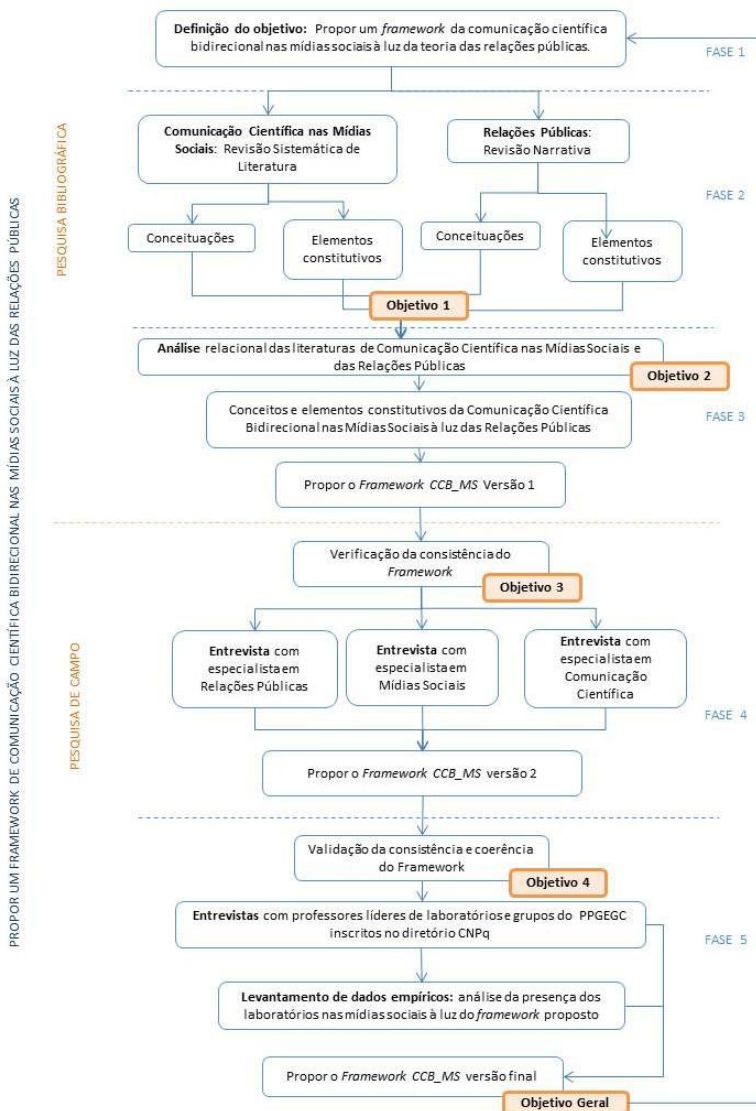 Definição do objetivo: Propor um framework da comunicação científica
bidirecional nas mídias sociais à luz da teoria das relações públicas.
FASE 1
PROPOR UM FRAMEWORK DE COMUNICAÇÃO CIENTÍFICA BIDIRECIONAL NAS MÍDIAS SOCIAIS À LUZ DAS RELAÇÕES PÚBLICAS
PESQUISA BIBLIOGRÁFICA
Comunicação Científica nas Mídias
Sociais: Revisão Sistemática de
Literatura
Relações Públicas:
Revisão Narrativa
FASE 2
Conceituações
Elementos
constitutivos
Conceituações
Elementos
constitutivos
Objetivo 1
Análise relacional das literaturas de Comunicação Científica nas Mídias Sociais e
das Relações Públicas
Objetivo 2
Conceitos e elementos constitutivos da Comunicação Científica
Bidirecional nas Mídias Sociais à luz das Relações Públicas
FASE 3
Propor o Framework CCB_MS Versão 1
PESQUISA DE CAMPO
Verificação da consistência do
Framework
Objetivo 3
Entrevista com
especialista em
Relações Públicas
Entrevista com
especialista em
Mídias Sociais
Entrevista com
especialista em
Comunicação
Científica
FASE 4
Propor o Framework CCB_MS versão 2
Validação da consistência e coerência
do Framework
Objetivo 4
Entrevistas com professores líderes de laboratórios e grupos do PPGEGC
inscritos no diretório CNPq
FASE 5
Levantamento de dados empíricos: análise da presença dos
laboratórios nas mídias sociais à luz do framework proposto
Propor o Framework CCB_MS versão final
Objetivo Geral